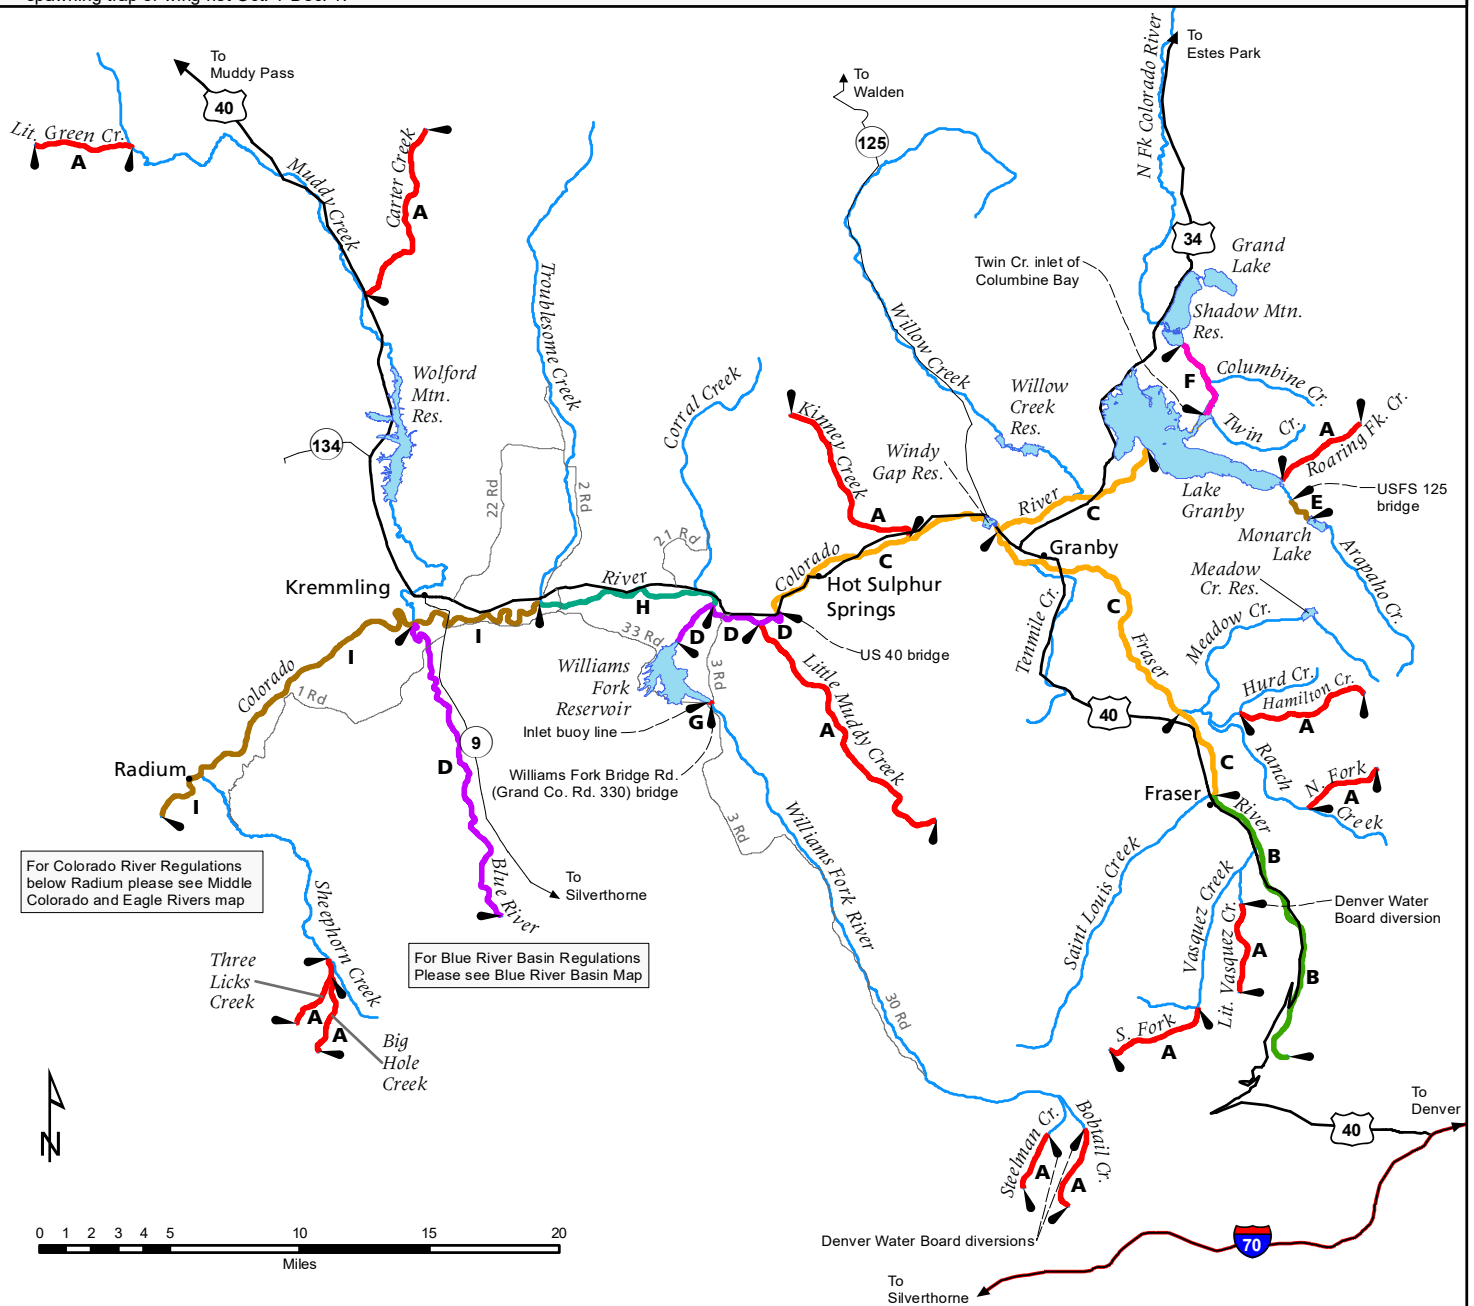 To
Muddy Pass
40
Lit. Green Cr.
A
Muddy Creek
Carter Creek
A
To
Walden
125
N Fk Colorado River
To
Estes Park
34
Grand
Lake
Twin Cr. inlet of
Columbine Bay
Shadow Mtn.
Res.
F
Columbine Cr.
Twin Cr.
A
Roaring Fk. Cr.
Troublesome Creek
Willow Creek
Wolford
Mtn.
Res.
134
Corral Creek
Kinney Creek
A
Willow
Creek
Res.
Windy
Gap Res.
River
C
Lake
Granby
E
USFS 125
bridge
Monarch
Lake
Arapaho Cr.
22 Rd
2 Rd
21 Rd
Granby
Colorado
C
Hot Sulphur
Springs
Kremmling
River
H
I
33 Rd
D
D
D
US 40 bridge
Meadow
Cr. Res.
Meadow Cr.
Tenmile Cr.
C
Fraser
Hurd Cr.
Hamilton Cr.
A
I
Colorado
1 Rd
Williams
Fork
Reservoir
3 Rd
Inlet buoy line
G
Little Muddy Creek
A
40
Ranch
Creek
N. Fork
A
C
Radium
I
9
D
Williams Fork Bridge Rd.
(Grand Co. Rd. 330) bridge
3 Rd
Williams Fork River
Fraser
River
B
For Colorado River Regulations
below Radium please see Middle
Colorado and Eagle Rivers map
Sheephorn Creek
Blue River
To
Silverthorne
Saint Louis Creek
Vasquez Creek
Lit. Vasquez Cr.
A
Denver Water
Board diversion
B
For Blue River Basin Regulations
Please see Blue River Basin Map
Three
Licks
Creek
A
A
Big
Hole
Creek
30 Rd
S. Fork
A
N
To
Denver
40
Steelman Cr.
A
Bobtail Cr.
A
Denver Water Board diversions
70
To
Silverthorne
0 1 2 3 4 5 10 15 20
Miles